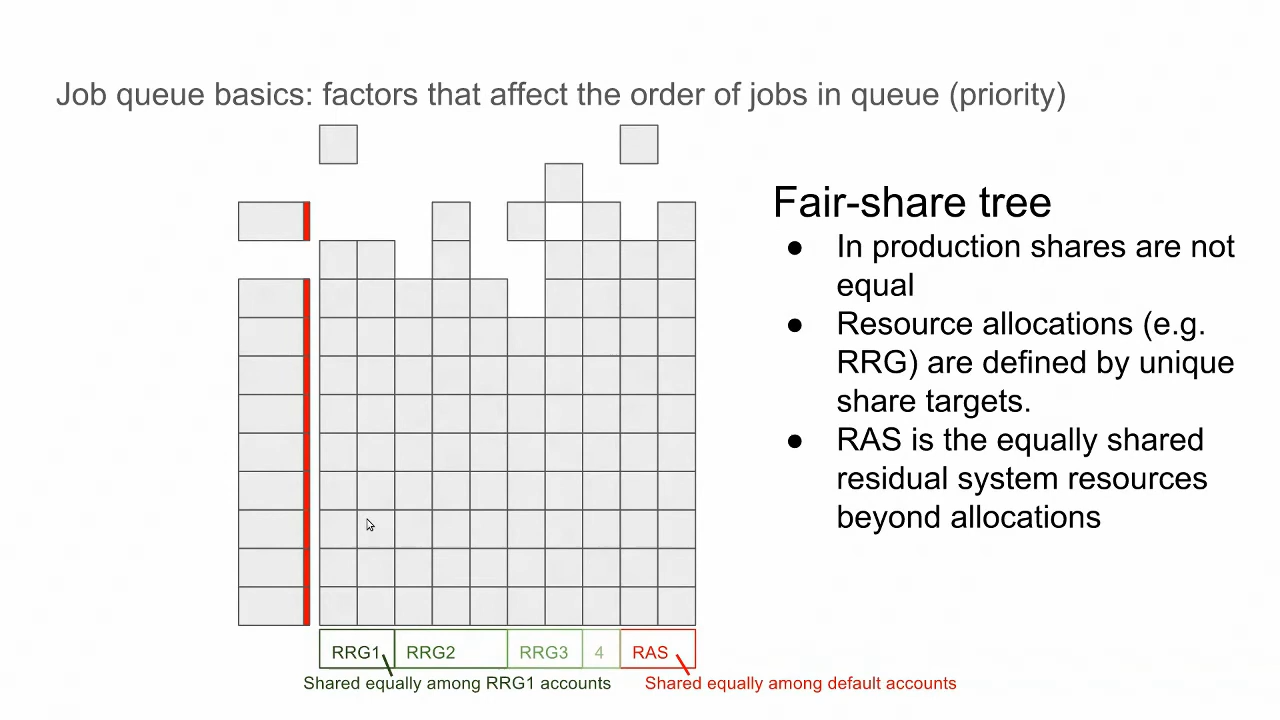 Job queue basics: factors that affect the order of jobs in queue (priority)
Fair-share tree
● In production shares are not
equal
● Resource allocations (e.g.
RRG) are defined by unique
share targets.
● RAS is the equally shared
residual system resources
beyond allocations
RRG1 RRG2 RRG3 4 RAS
Shared equally among RRG1 accounts
Shared equally among default accounts